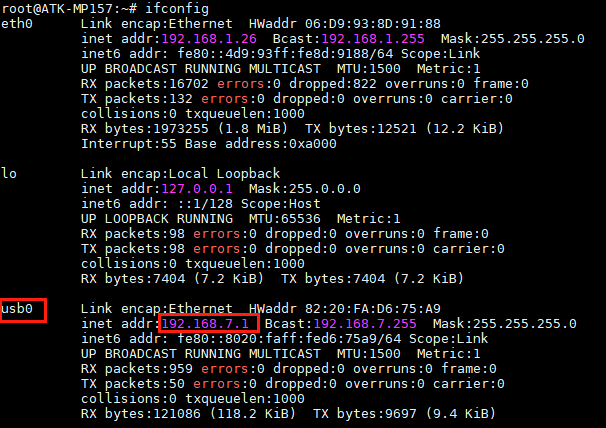 root@ATK-MP157:~# ifconfig
eth0      Link encap:Ethernet  HWaddr 06:D9:93:8D:91:88
          inet addr:192.168.1.26  Bcast:192.168.1.255  Mask:255.255.255.0
          inet6 addr: fe80::4d9:93ff:fe8d:9188/64 Scope:Link
          UP BROADCAST RUNNING MULTICAST  MTU:1500  Metric:1
          RX packets:16702 errors:0 dropped:822 overruns:0 frame:0
          TX packets:132 errors:0 dropped:0 overruns:0 carrier:0
          collisions:0 txqueuelen:1000
          RX bytes:1973255 (1.8 MiB)  TX bytes:12521 (12.2 KiB)
          Interrupt:55 Base address:0xa000
lo        Link encap:Local Loopback
          inet addr:127.0.0.1  Mask:255.0.0.0
          inet6 addr: ::1/128 Scope:Host
          UP LOOPBACK RUNNING  MTU:65536  Metric:1
          RX packets:98 errors:0 dropped:0 overruns:0 frame:0
          TX packets:98 errors:0 dropped:0 overruns:0 carrier:0
          collisions:0 txqueuelen:1000
          RX bytes:7404 (7.2 KiB)  TX bytes:7404 (7.2 KiB)
usb0      Link encap:Ethernet  HWaddr 82:20:FA:D6:75:A9
          inet addr:192.168.7.1  Bcast:192.168.7.255  Mask:255.255.255.0
          inet6 addr: fe80::8020:faff:fed6:75a9/64 Scope:Link
          UP BROADCAST RUNNING MULTICAST  MTU:1500  Metric:1
          RX packets:959 errors:0 dropped:0 overruns:0 frame:0
          TX packets:50 errors:0 dropped:0 overruns:0 carrier:0
          collisions:0 txqueuelen:1000
          RX bytes:121086 (118.2 KiB)  TX bytes:9697 (9.4 KiB)